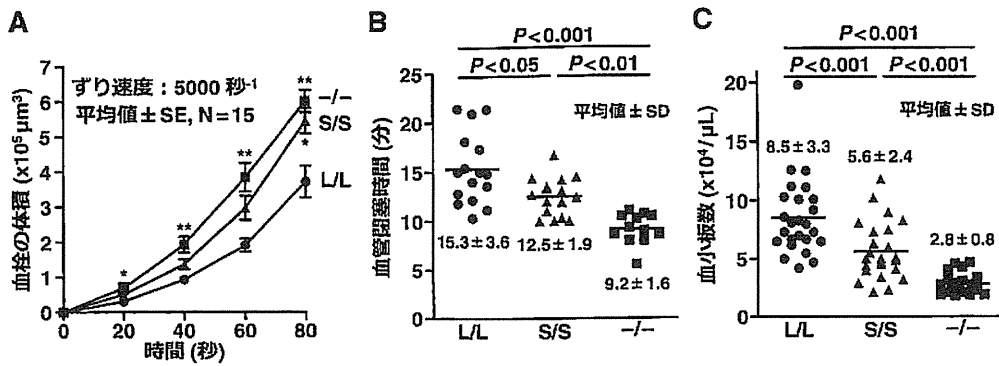 A
ずり速度：5000 秒-1
平均値±SE, N=15
血栓の体積 (x10⁵μm³)
7
6
5
4
3
2
1
0
*
**
**
**
*
−/−
S/S
L/L
0
20
40
60
80
時間 (秒)
B
P<0.001
P<0.05
P<0.01
平均値±SD
血管閉塞時間 (分)
25
20
15
10
5
0
15.3±3.6
12.5±1.9
9.2±1.6
L/L
S/S
−/−
C
P<0.001
P<0.001
P<0.001
平均値±SD
血小板数 (x10⁴/μL)
20
15
10
5
0
8.5±3.3
5.6±2.4
2.8±0.8
L/L
S/S
−/−